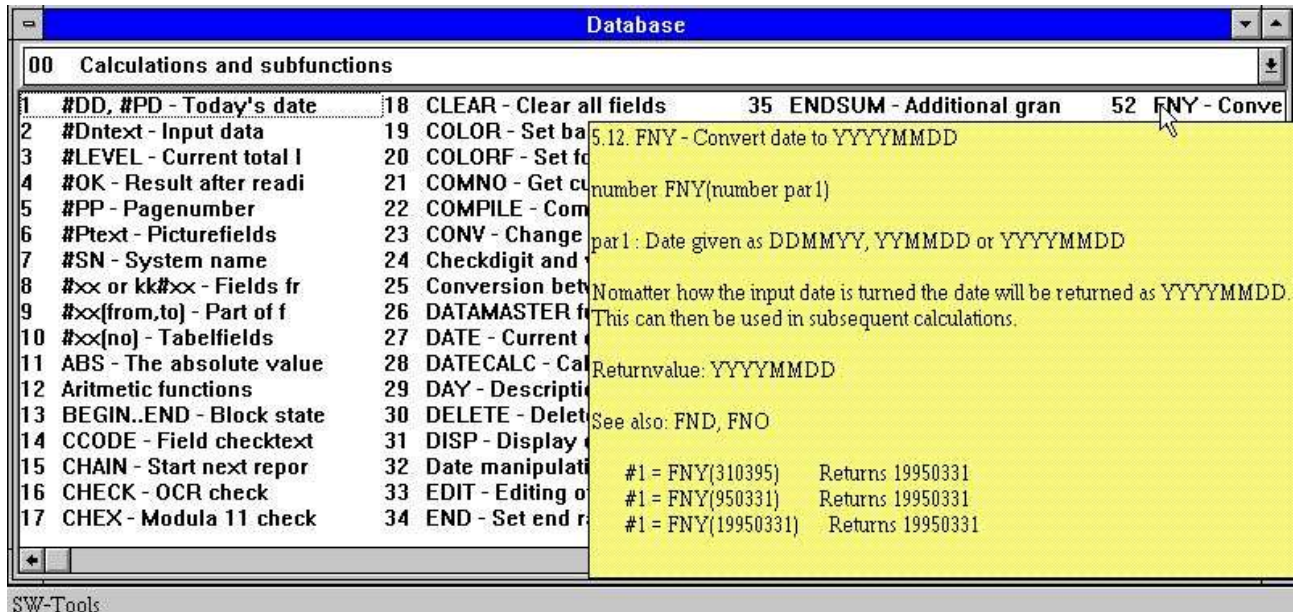 Database
00 Calculations and subfunctions
1 #DD, #PD - Today's date
2 #Dntext - Input data
3 #LEVEL - Current total l
4 #OK - Result after readi
5 #PP - Pagenumber
6 #Ptext - Picturefields
7 #SN - System name
8 #xx or kk#xx - Fields fr
9 #xx(from,to) - Part of f
10 #xx(no) - Tabelfields
11 ABS - The absolute value
12 Aritmetic functions
13 BEGIN..END - Block state
14 CCODE - Field checktext
15 CHAIN - Start next repor
16 CHECK - OCR check
17 CHEX - Modula 11 check
18 CLEAR - Clear all fields
19 COLOR - Set ba
20 COLORF - Set fo
21 COMNO - Get cu
22 COMPILE - Com
23 CONV - Change
24 Checkdigit and
25 Conversion bet
26 DATAMASTER f
27 DATE - Current
28 DATECALC - Cal
29 DAY - Descripti
30 DELETE - Delet
31 DISP - Display
32 Date manipulati
33 EDIT - Editing o
34 END - Set end r
35 ENDSUM - Additional gran
52 FNY - Conve
5.12. FNY - Convert date to YYYYMMDD
number FNY(number par1)
par1 : Date given as DDMMYY, YYMMDD or YYYYMMDD
Nomatter how the input date is turned the date will be returned as YYYYMMDD.
This can then be used in subsequent calculations.
Returnvalue: YYYYMMDD
See also: FND, FNO
#1 = FNY(310395) Returns 19950331
#1 = FNY(950331) Returns 19950331
#1 = FNY(19950331) Returns 19950331
SW-Tools